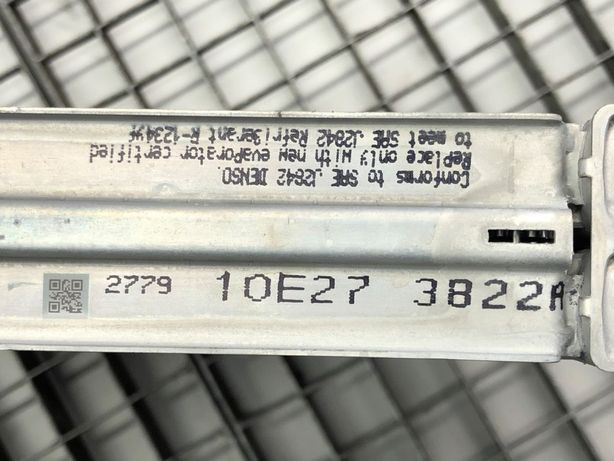 Conforms to SAE J2842 DENSO.
Replace only with new evaporator certified
to meet SAE J2842 Refrigerant R-1234yf
2779 10E27 3822A